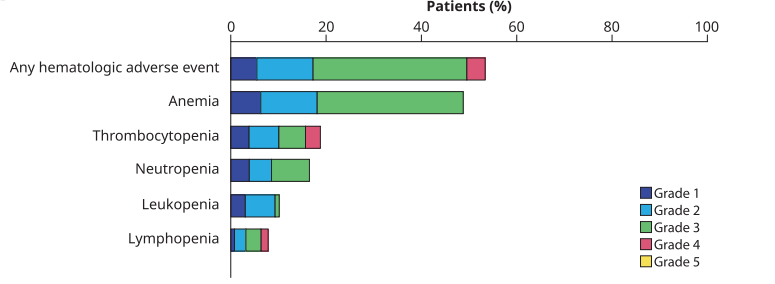 Patients (%)
0 20 40 60 80 100
Any hematologic adverse event
Anemia
Thrombocytopenia
Neutropenia
Leukopenia
Lymphopenia
Grade 1
Grade 2
Grade 3
Grade 4
Grade 5